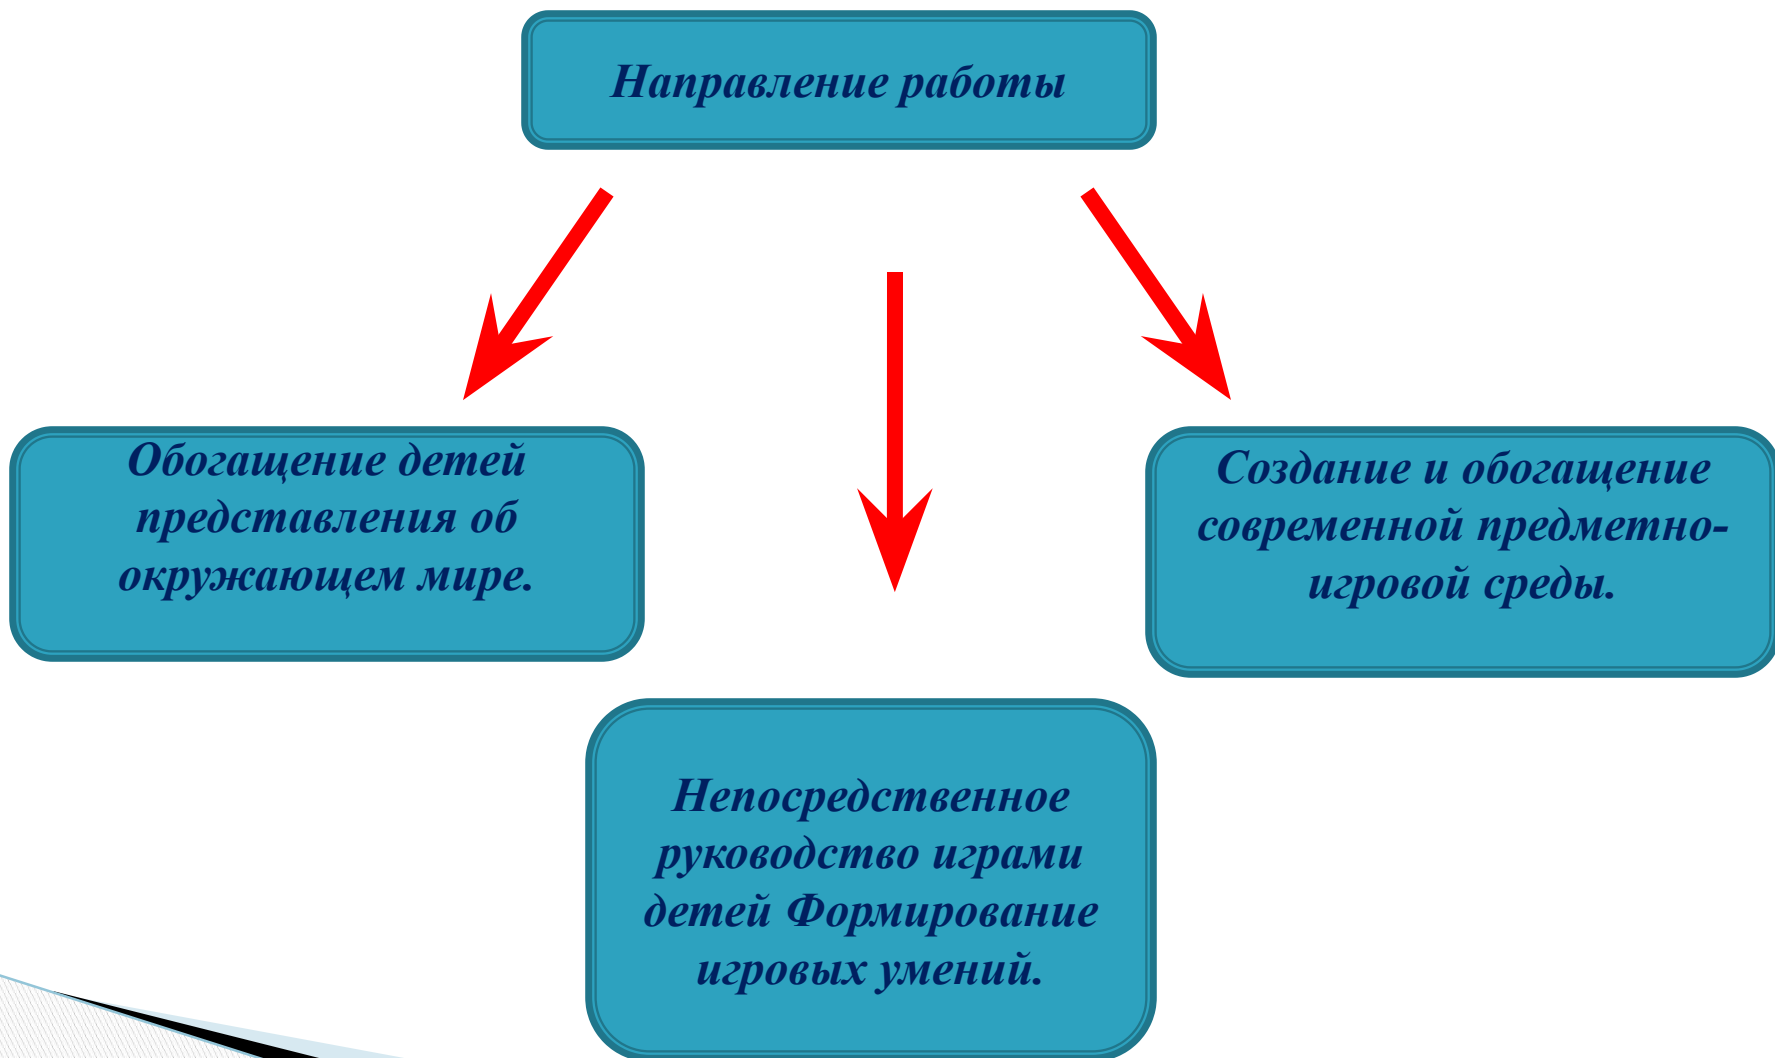 Направление работы
Обогащение детей
представления об
окружающем мире.
Создание и обогащение
современной предметно-
игровой среды.
Непосредственное
руководство играми
детей Формирование
игровых умений.